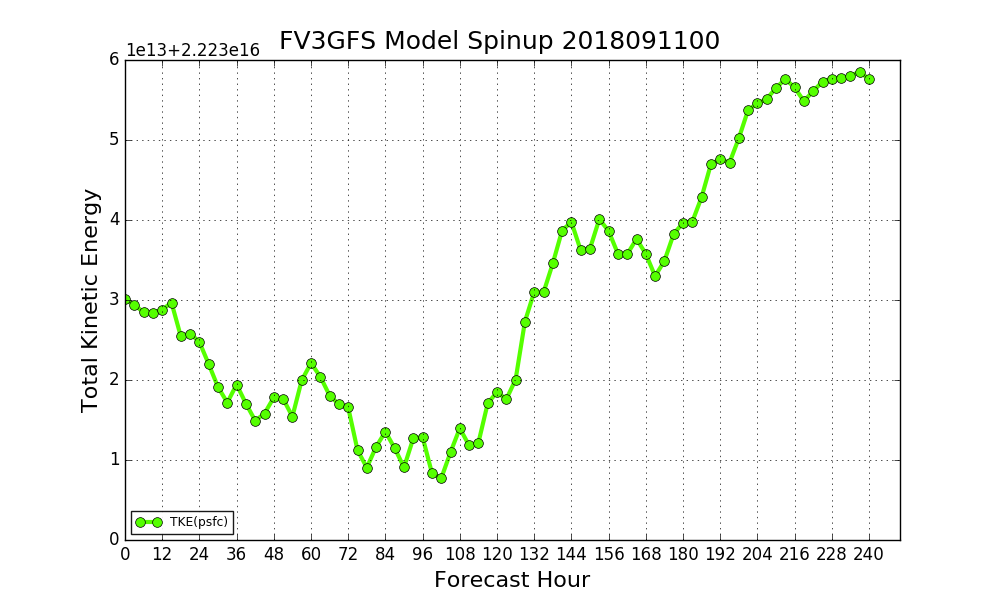 FV3GFS Model Spinup 2018091100
1e13+2.223e16
6
5
4
3
2
1
0
Total Kinetic Energy
TKE(psfc)
0 12 24 36 48 60 72 84 96 108 120 132 144 156 168 180 192 204 216 228 240
Forecast Hour